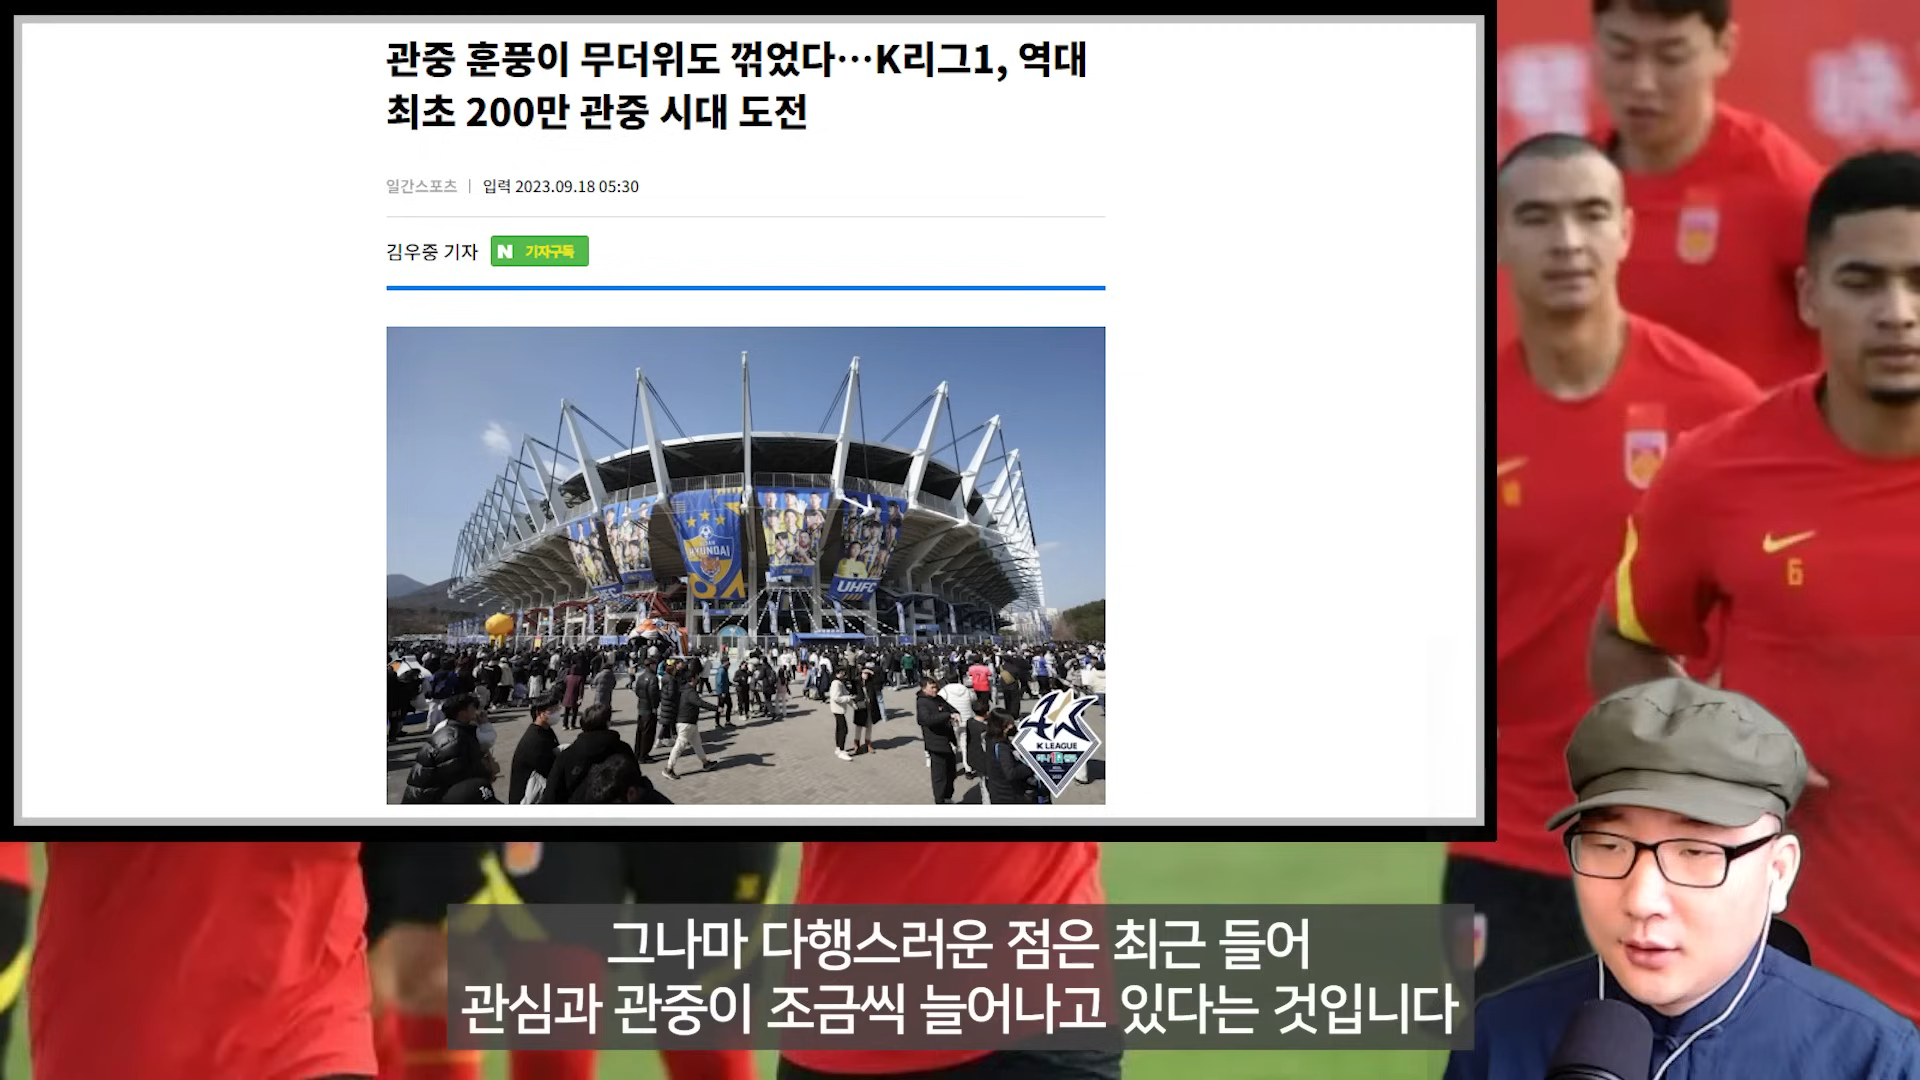 관중 훈풍이 무더위도 꺾었다…K리그1, 역대
최초 200만 관중 시대 도전
일간스포츠 | 입력 2023.09.18 05:30
김우중 기자
N 기자구독
HYUNDAI
UHFC
K LEAGUE
6
그나마 다행스러운 점은 최근 들어
관심과 관중이 조금씩 늘어나고 있다는 것입니다